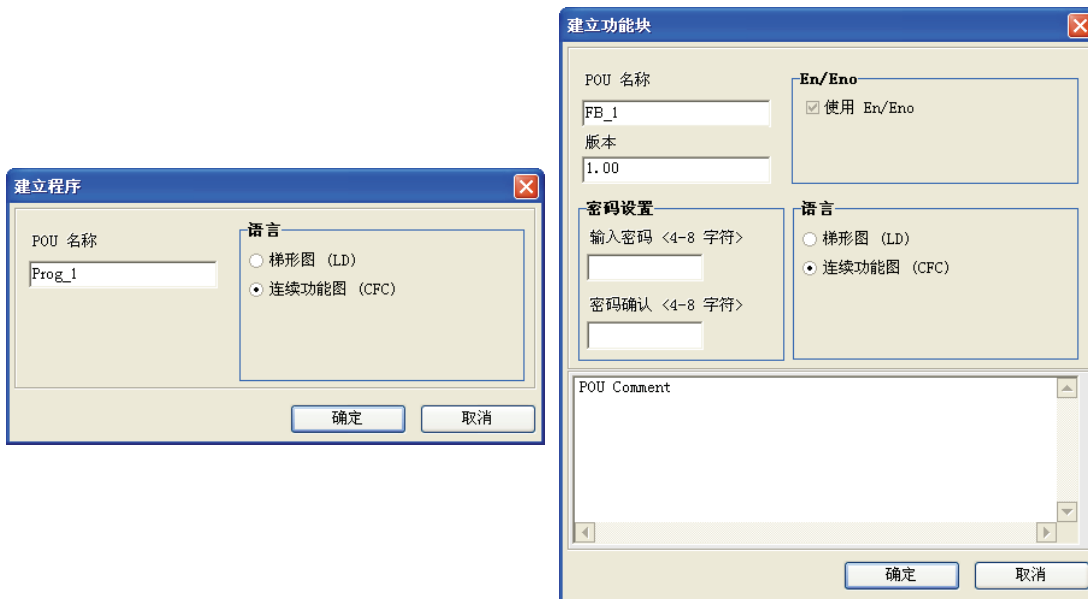 建立程序
POU 名称
Prog_1
语言
梯形图 (LD)
连续功能图 (CFC)
确定
取消
建立功能块
POU 名称
FB_1
版本
1.00
En/Eno
使用 En/Eno
密码设置
输入密码 <4-8 字符>
密码确认 <4-8 字符>
语言
梯形图 (LD)
连续功能图 (CFC)
POU Comment
确定
取消